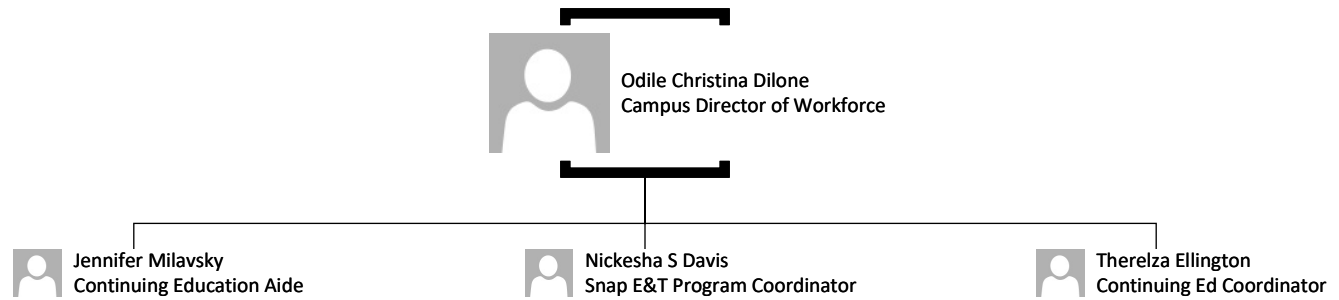 Odile Christina Dilone
Campus Director of Workforce
Jennifer Milavsky
Continuing Education Aide
Nickesha S Davis
Snap E&T Program Coordinator
Therelza Ellington
Continuing Ed Coordinator